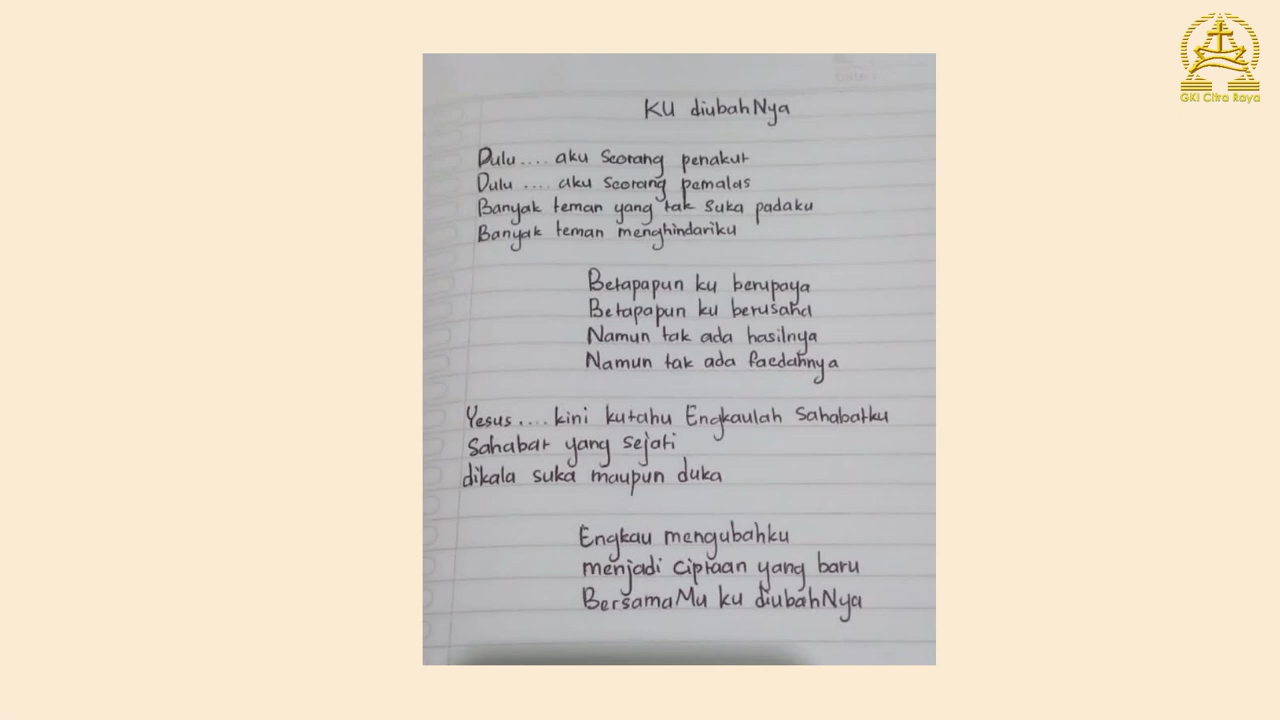 GKI Citra Raya
KU diubahNya
Dulu.... aku seorang penakut
Dulu .... aku seorang pemalas
Banyak teman yang tak suka padaku
Banyak teman menghindariku
Betapapun ku berupaya
Betapapun ku berusaha
Namun tak ada hasilnya
Namun tak ada faedahnya
Yesus .... kini kutahu Engkaulah Sahabatku
Sahabat yang sejati
dikala suka maupun duka
Engkau mengubahku
menjadi ciptaan yang baru
BersamaMu ku diubahNya